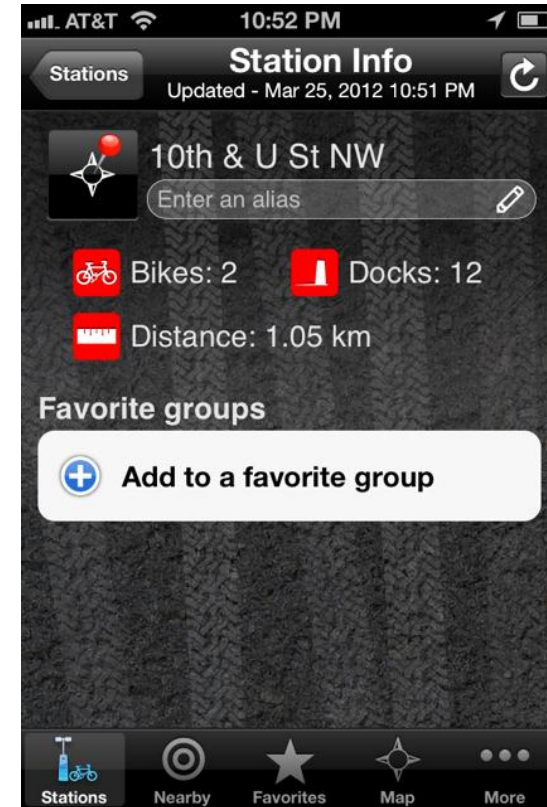 AT&T 10:52 PM
Stations Station Info
Updated - Mar 25, 2012 10:51 PM
10th & U St NW
Enter an alias
Bikes: 2 Docks: 12
Distance: 1.05 km
Favorite groups
Add to a favorite group
Stations Nearby Favorites Map More